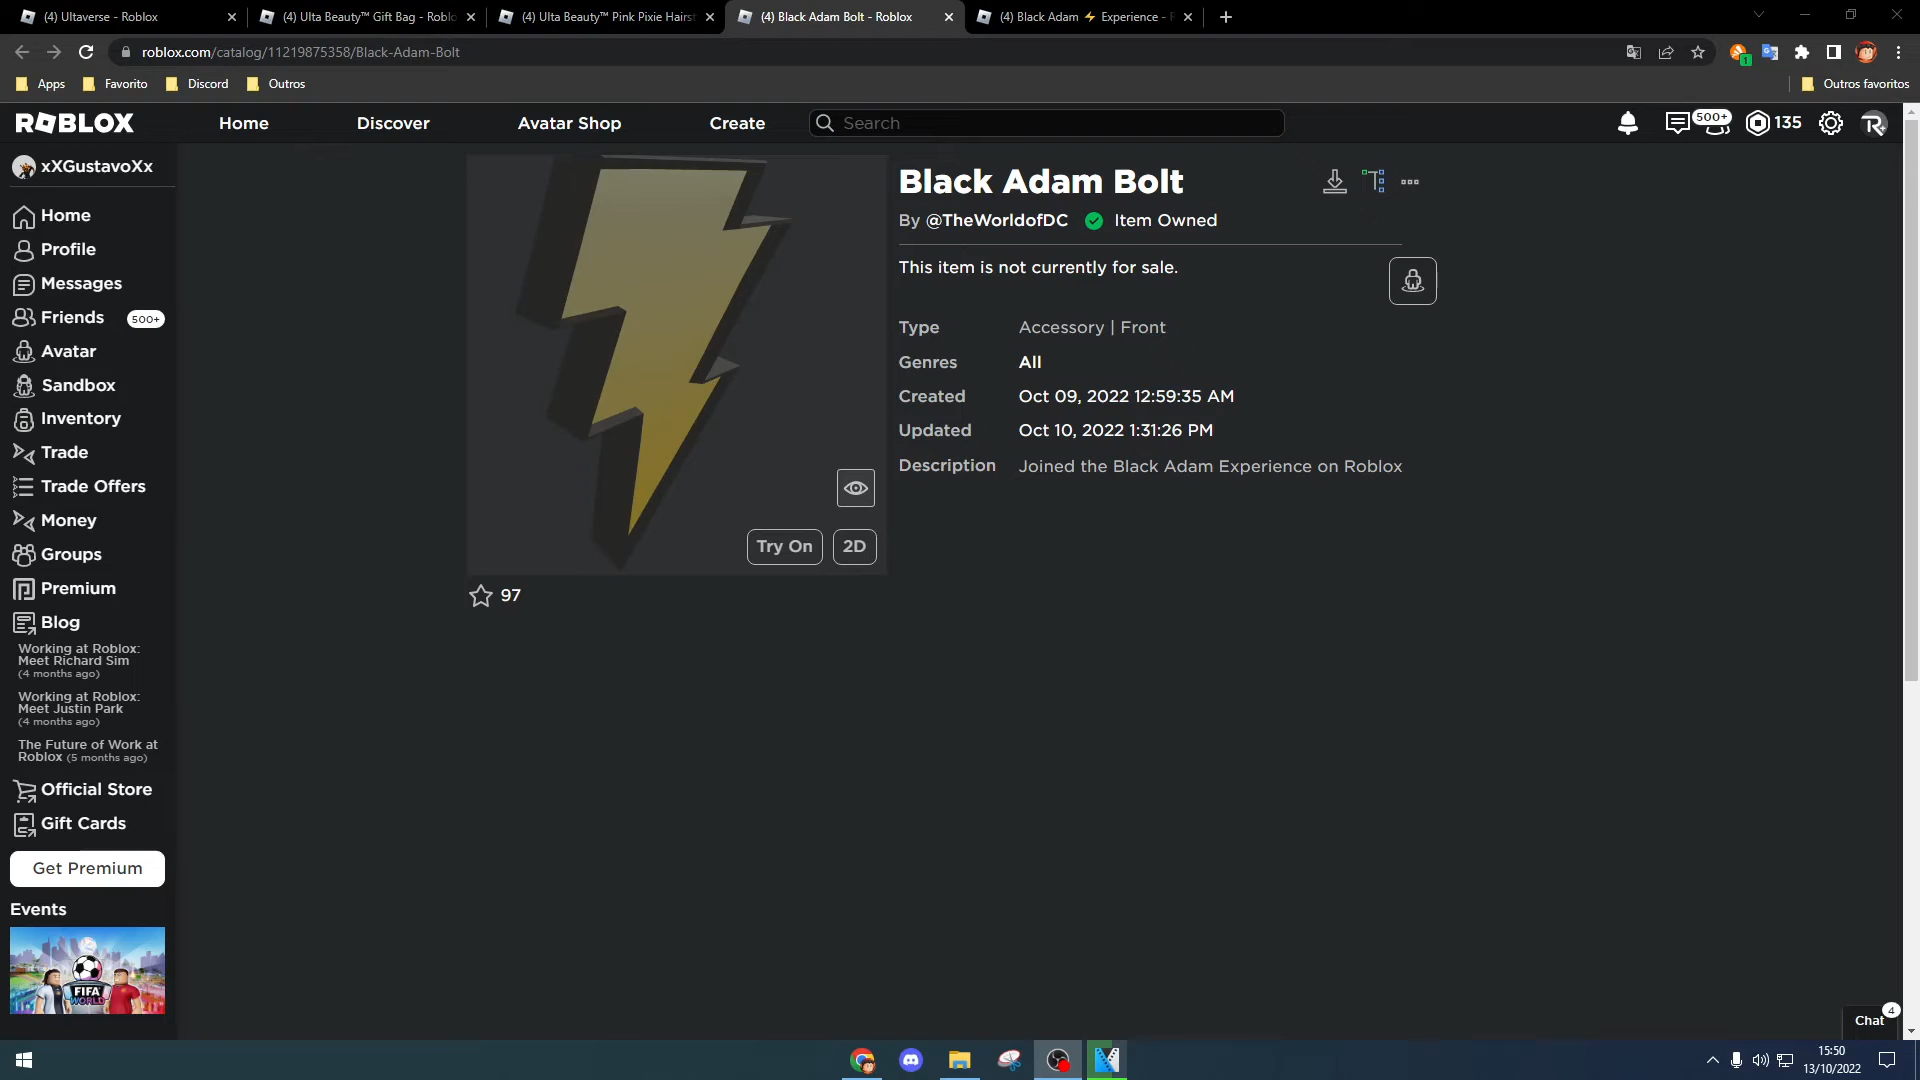 (4) Ultaverse - Roblox
(4) Ulta Beauty™ Gift Bag - Roblo
(4) Ulta Beauty™ Pink Pixie Hairst
(4) Black Adam Bolt - Roblox
(4) Black Adam ⚡ Experience - R
roblox.com/catalog/11219875358/Black-Adam-Bolt
1
Apps
Favorito
Discord
Outros
Outros favoritos
ROBLOX
Home
Discover
Avatar Shop
Create
Search
500+
135
xXGustavoXx
Home
Profile
Messages
Friends
500+
Avatar
Sandbox
Inventory
Trade
Trade Offers
Money
Groups
Premium
Blog
Working at Roblox:
Meet Richard Sim
(4 months ago)
Working at Roblox:
Meet Justin Park
(4 months ago)
The Future of Work at
Roblox (5 months ago)
Official Store
Gift Cards
Get Premium
Events
FIFA
WORLD
Try On
2D
97
Black Adam Bolt
By @TheWorldofDC
Item Owned
This item is not currently for sale.
Type
Accessory | Front
Genres
All
Created
Oct 09, 2022 12:59:35 AM
Updated
Oct 10, 2022 1:31:26 PM
Description
Joined the Black Adam Experience on Roblox
Chat
4
15:50
13/10/2022